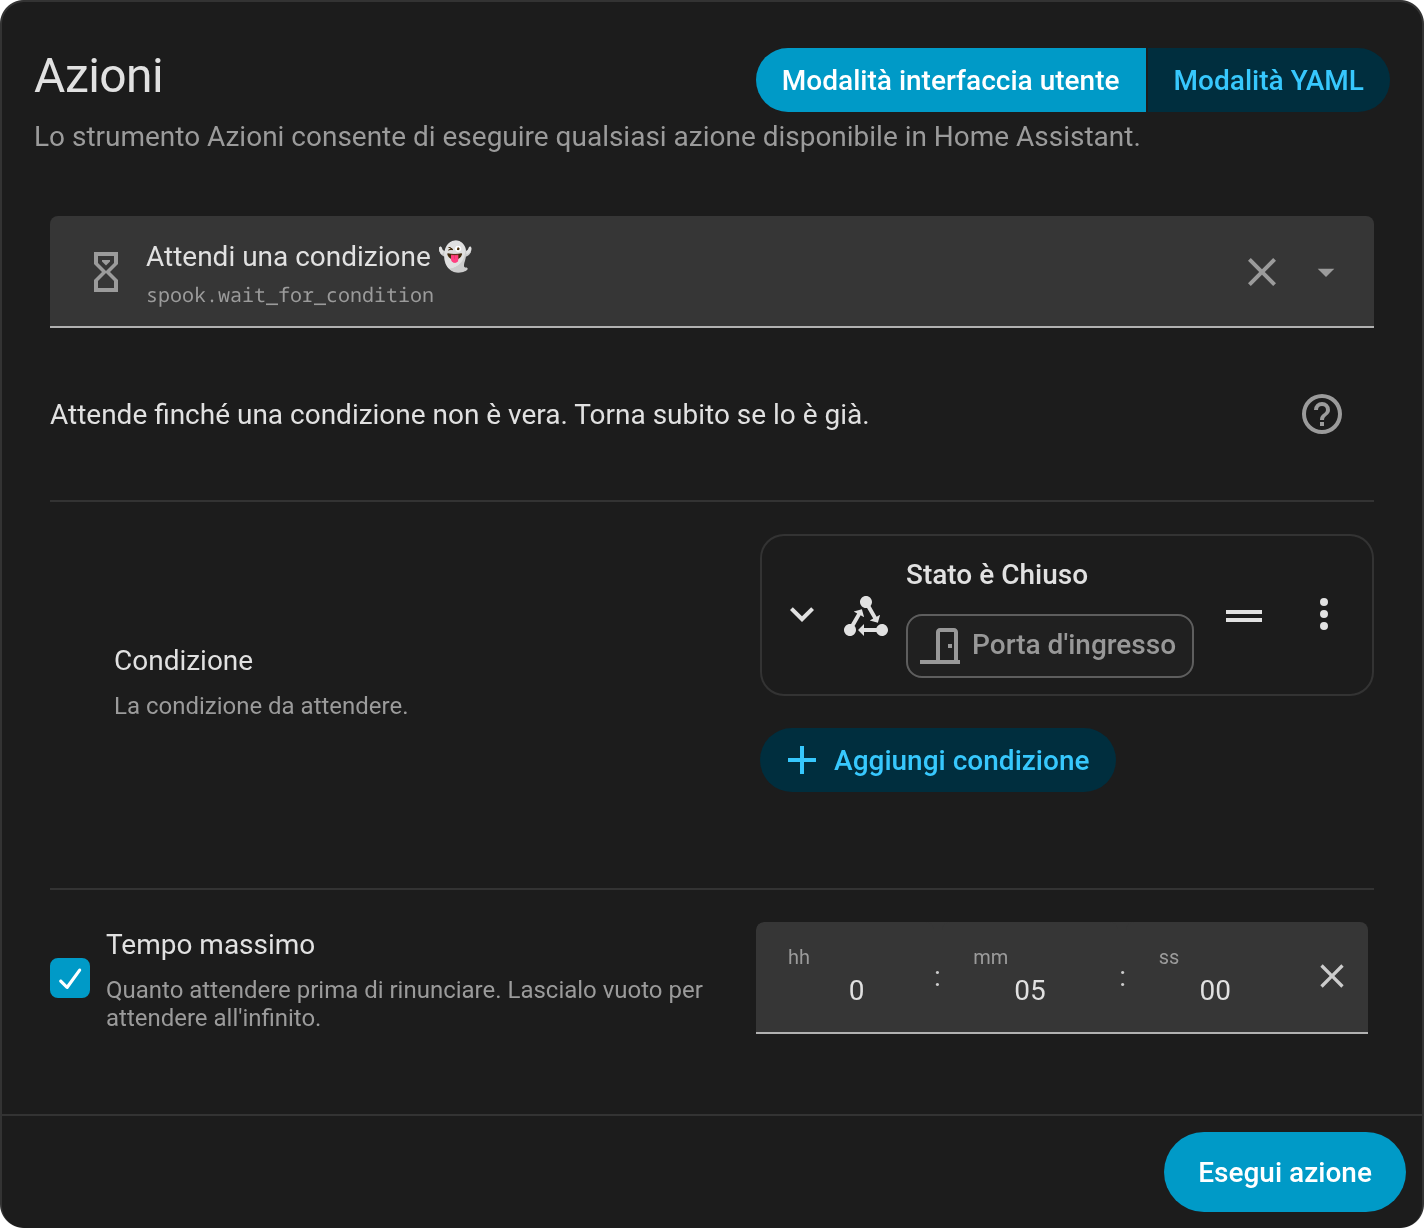 Azioni
Modalità interfaccia utente
Modalità YAML
Lo strumento Azioni consente di eseguire qualsiasi azione disponibile in Home Assistant.
Attendi una condizione 👻
spook.wait_for_condition
Attende finché una condizione non è vera. Torna subito se lo è già.
Stato è Chiuso
Porta d'ingresso
Condizione
La condizione da attendere.
Aggiungi condizione
Tempo massimo
Quanto attendere prima di rinunciare. Lascialo vuoto per
attendere all'infinito.
hh mm ss
0 : 05 : 00
Esegui azione